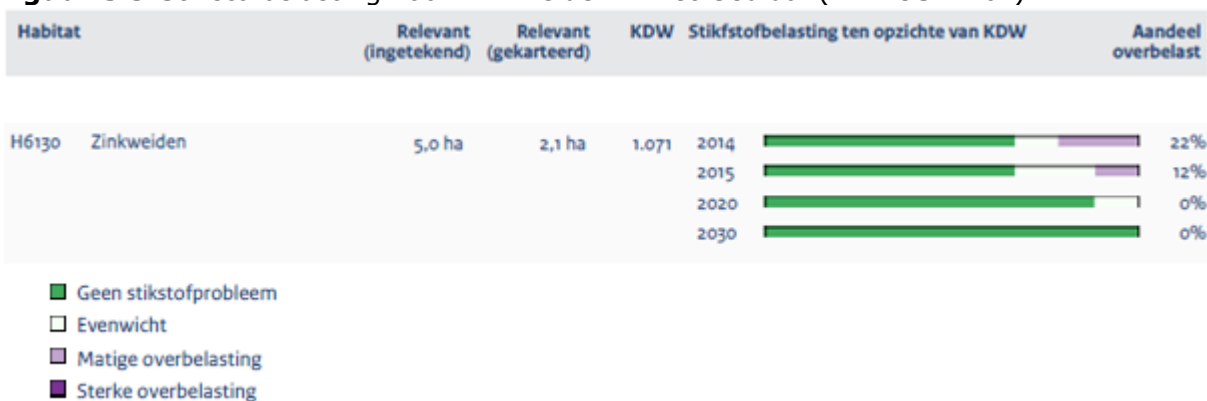 Habitat Relevant (ingetekend) Relevant (gekarteerd) KDW Stikfstofbelasting ten opzichte van KDW Aandeel overbelast
H6130 Zinkweiden 5,0 ha 2,1 ha 1.071 2014 22%
2015 12%
2020 0%
2030 0%
Geen stikstofprobleem
Evenwicht
Matige overbelasting
Sterke overbelasting